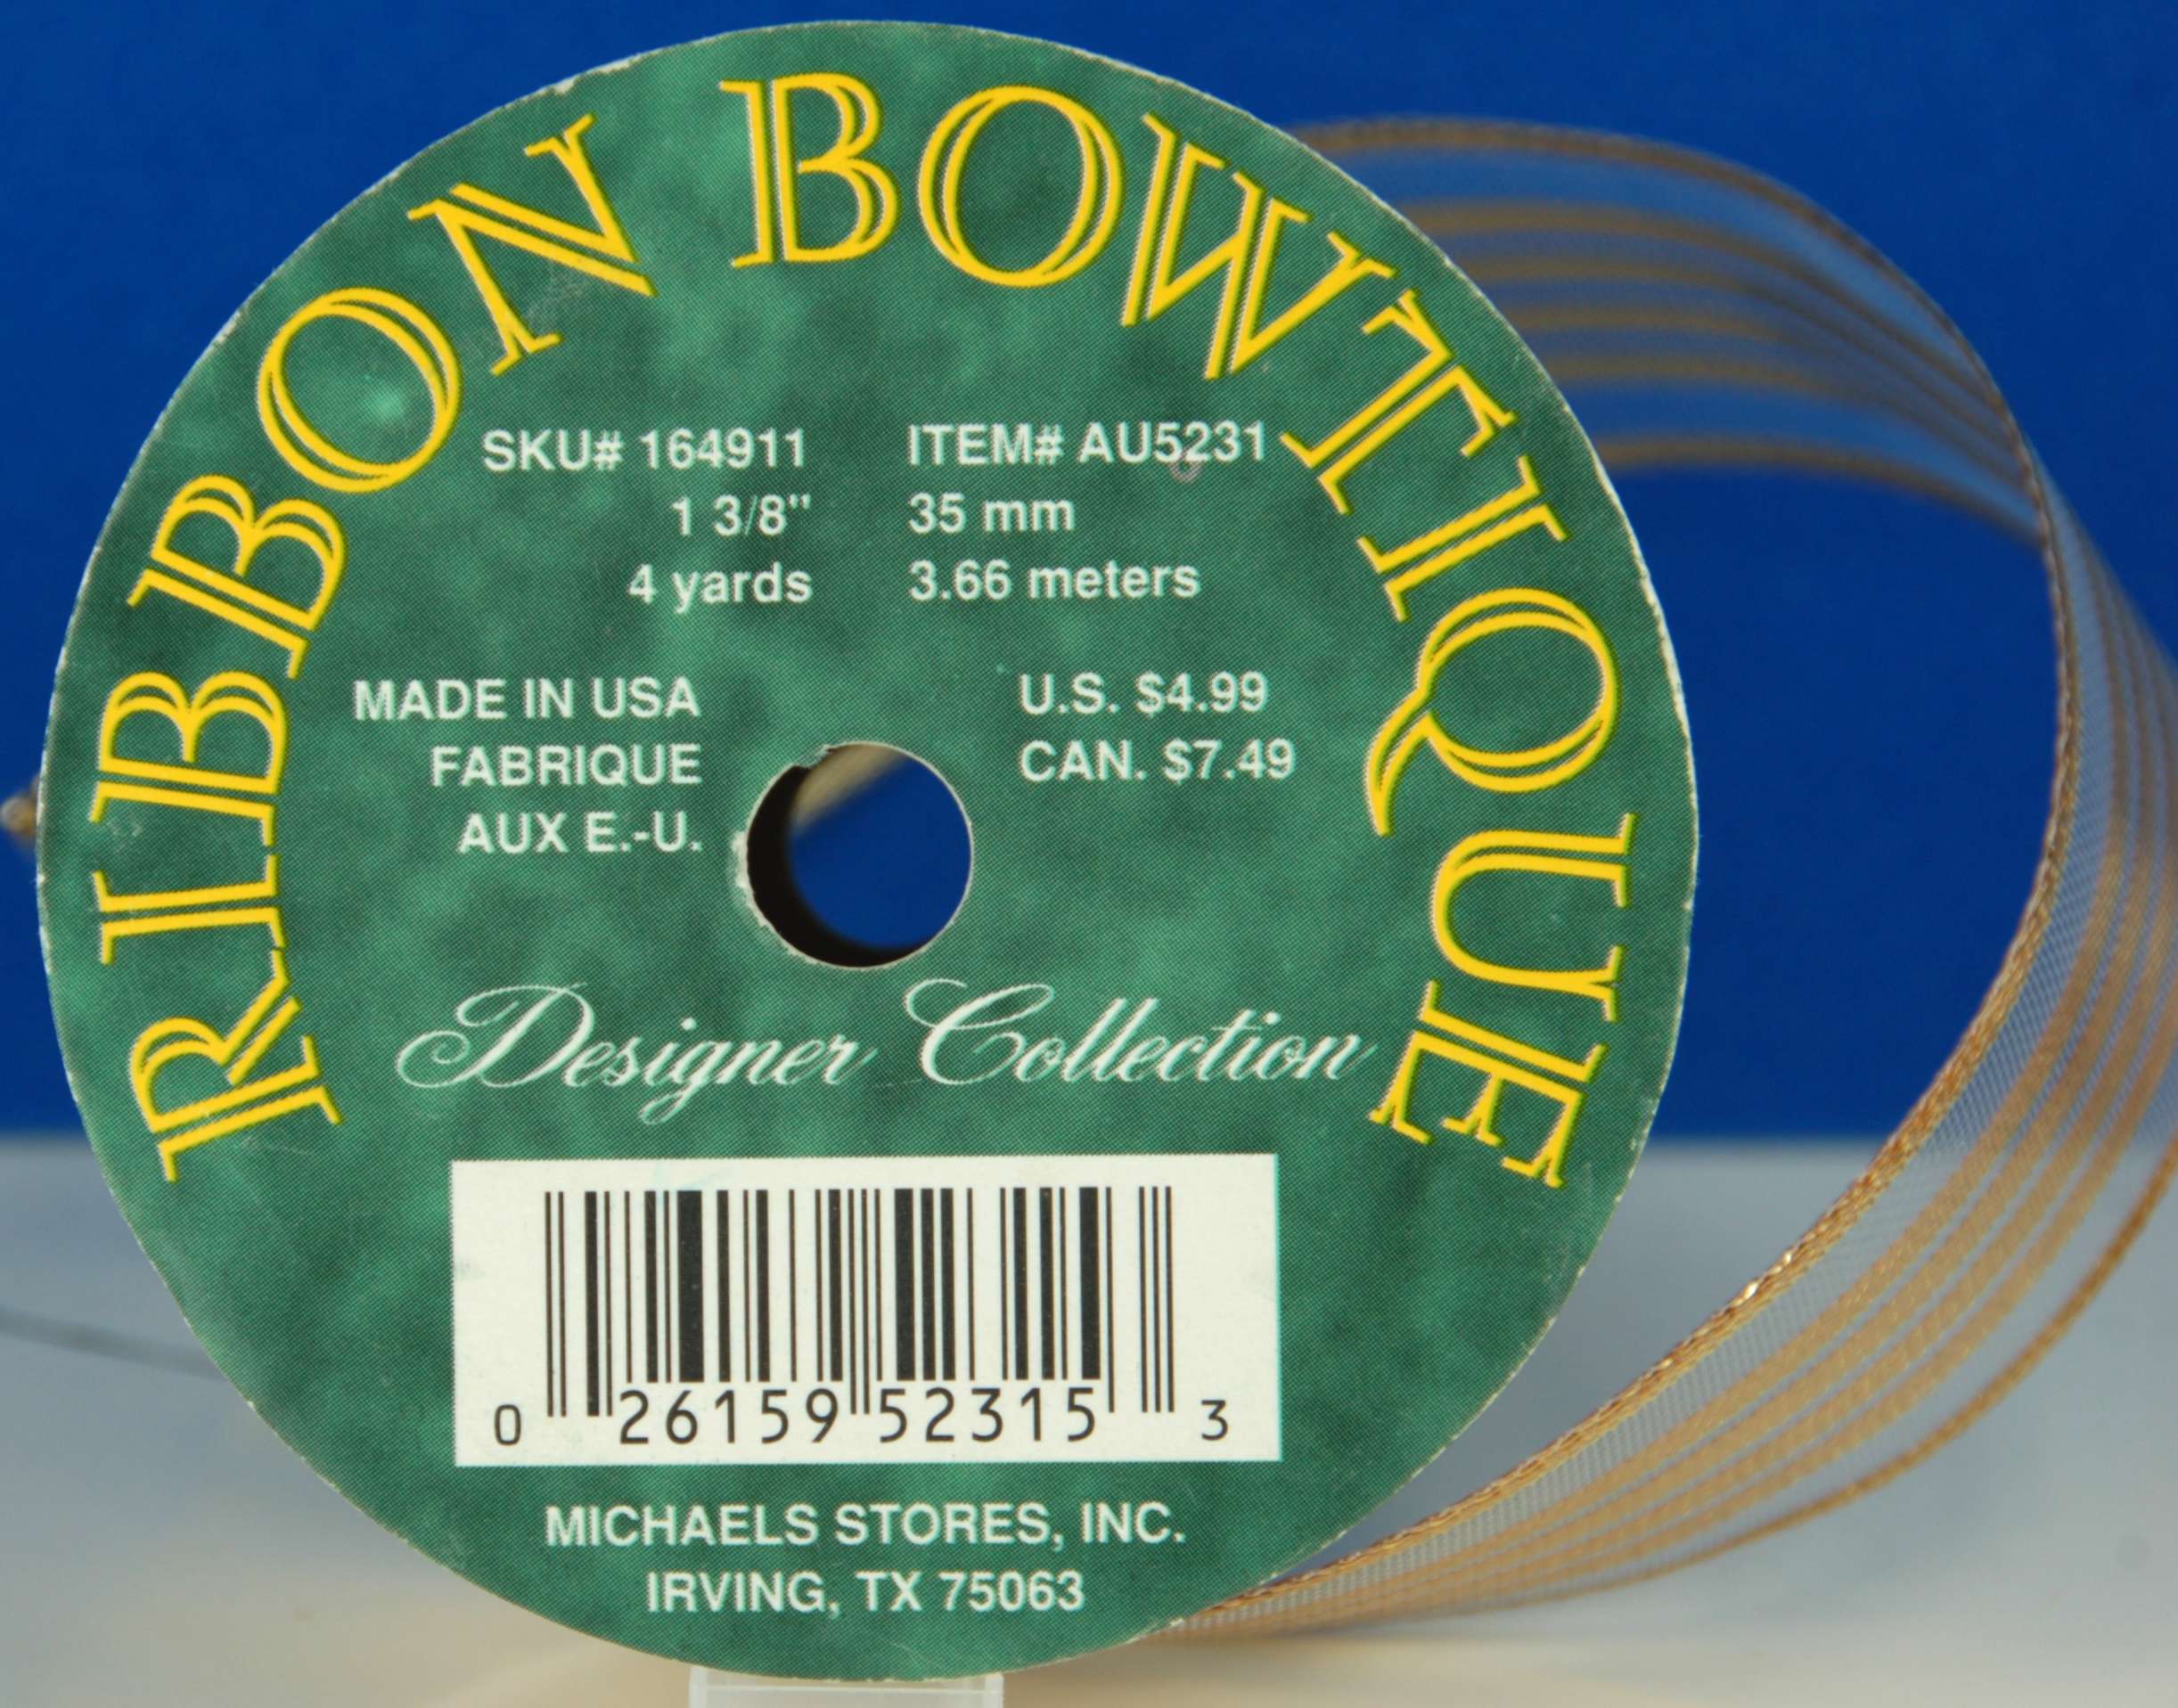 RIBBON BOWTIQUE
SKU# 164911 ITEM# AU5231
1 3/8" 35 mm
4 yards 3.66 meters
MADE IN USA U.S. $4.99
FABRIQUE CAN. $7.49
AUX E.-U.
Designer Collection
0 26159 52315 3
MICHAELS STORES, INC.
IRVING, TX 75063